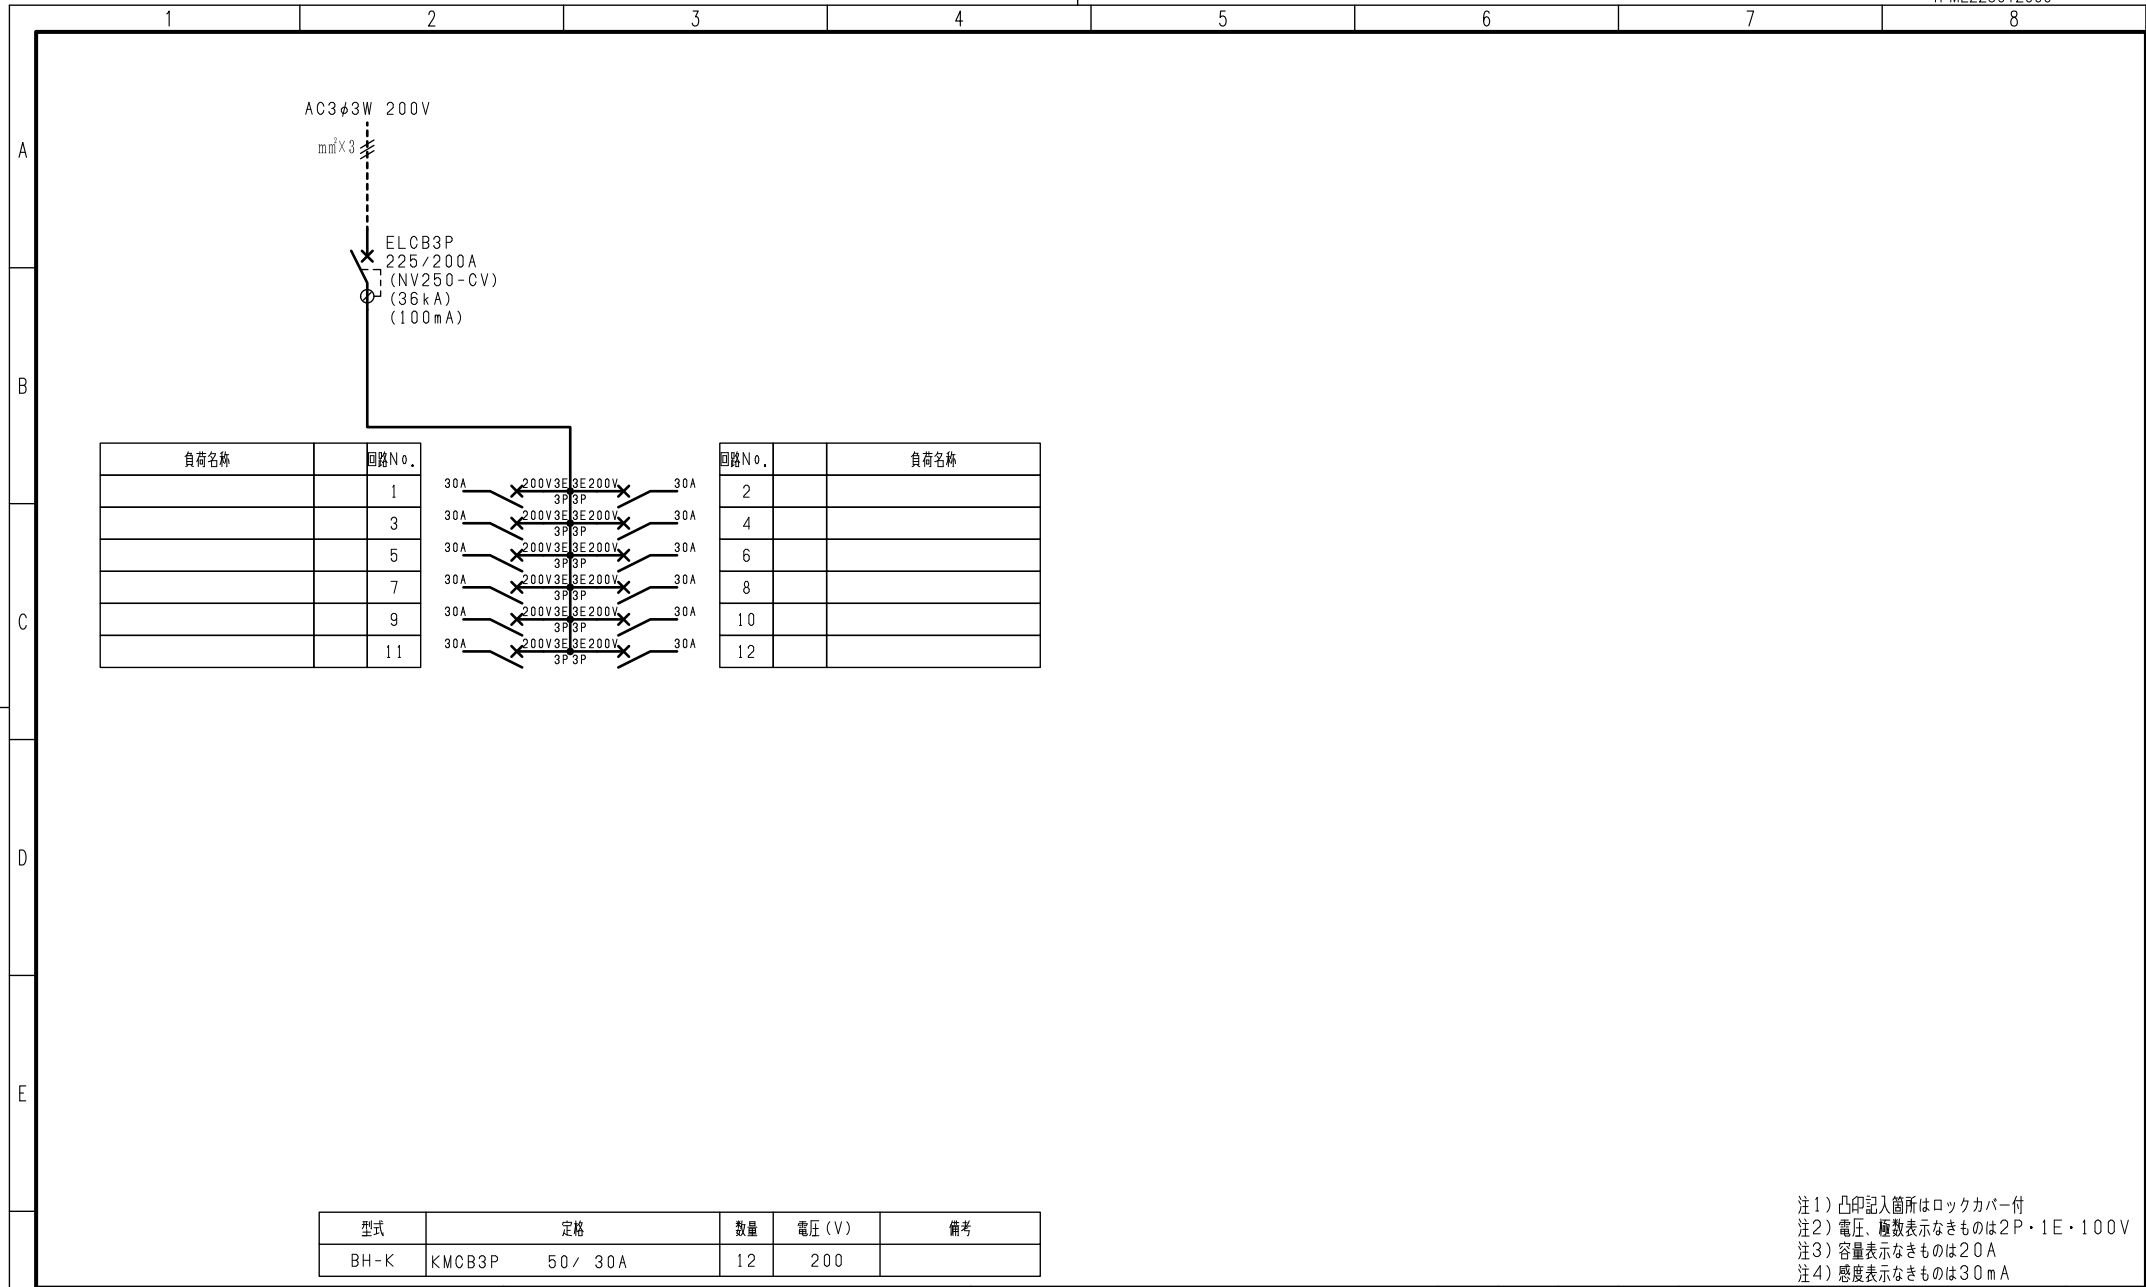 1 2 3 4 5 6 7 8
A
B
C
D
E
AC3φ3W 200V
mm²×3
ELCB3P
225/200A
(NV250-CV)
(36kA)
(100mA)
負荷名称 回路No. 回路No. 負荷名称
1 30A 200V3E 3E200V 30A 2
3P 3P
3 30A 200V3E 3E200V 30A 4
3P 3P
5 30A 200V3E 3E200V 30A 6
3P 3P
7 30A 200V3E 3E200V 30A 8
3P 3P
9 30A 200V3E 3E200V 30A 10
3P 3P
11 30A 200V3E 3E200V 30A 12
3P 3P
型式 定格 数量 電圧(V) 備考
BH-K KMCB3P 50/ 30A 12 200
注1) 凸印記入箇所はロックカバー付
注2) 電圧、極数表示なきものは2P・1E・100V
注3) 容量表示なきものは20A
注4) 感度表示なきものは30mA